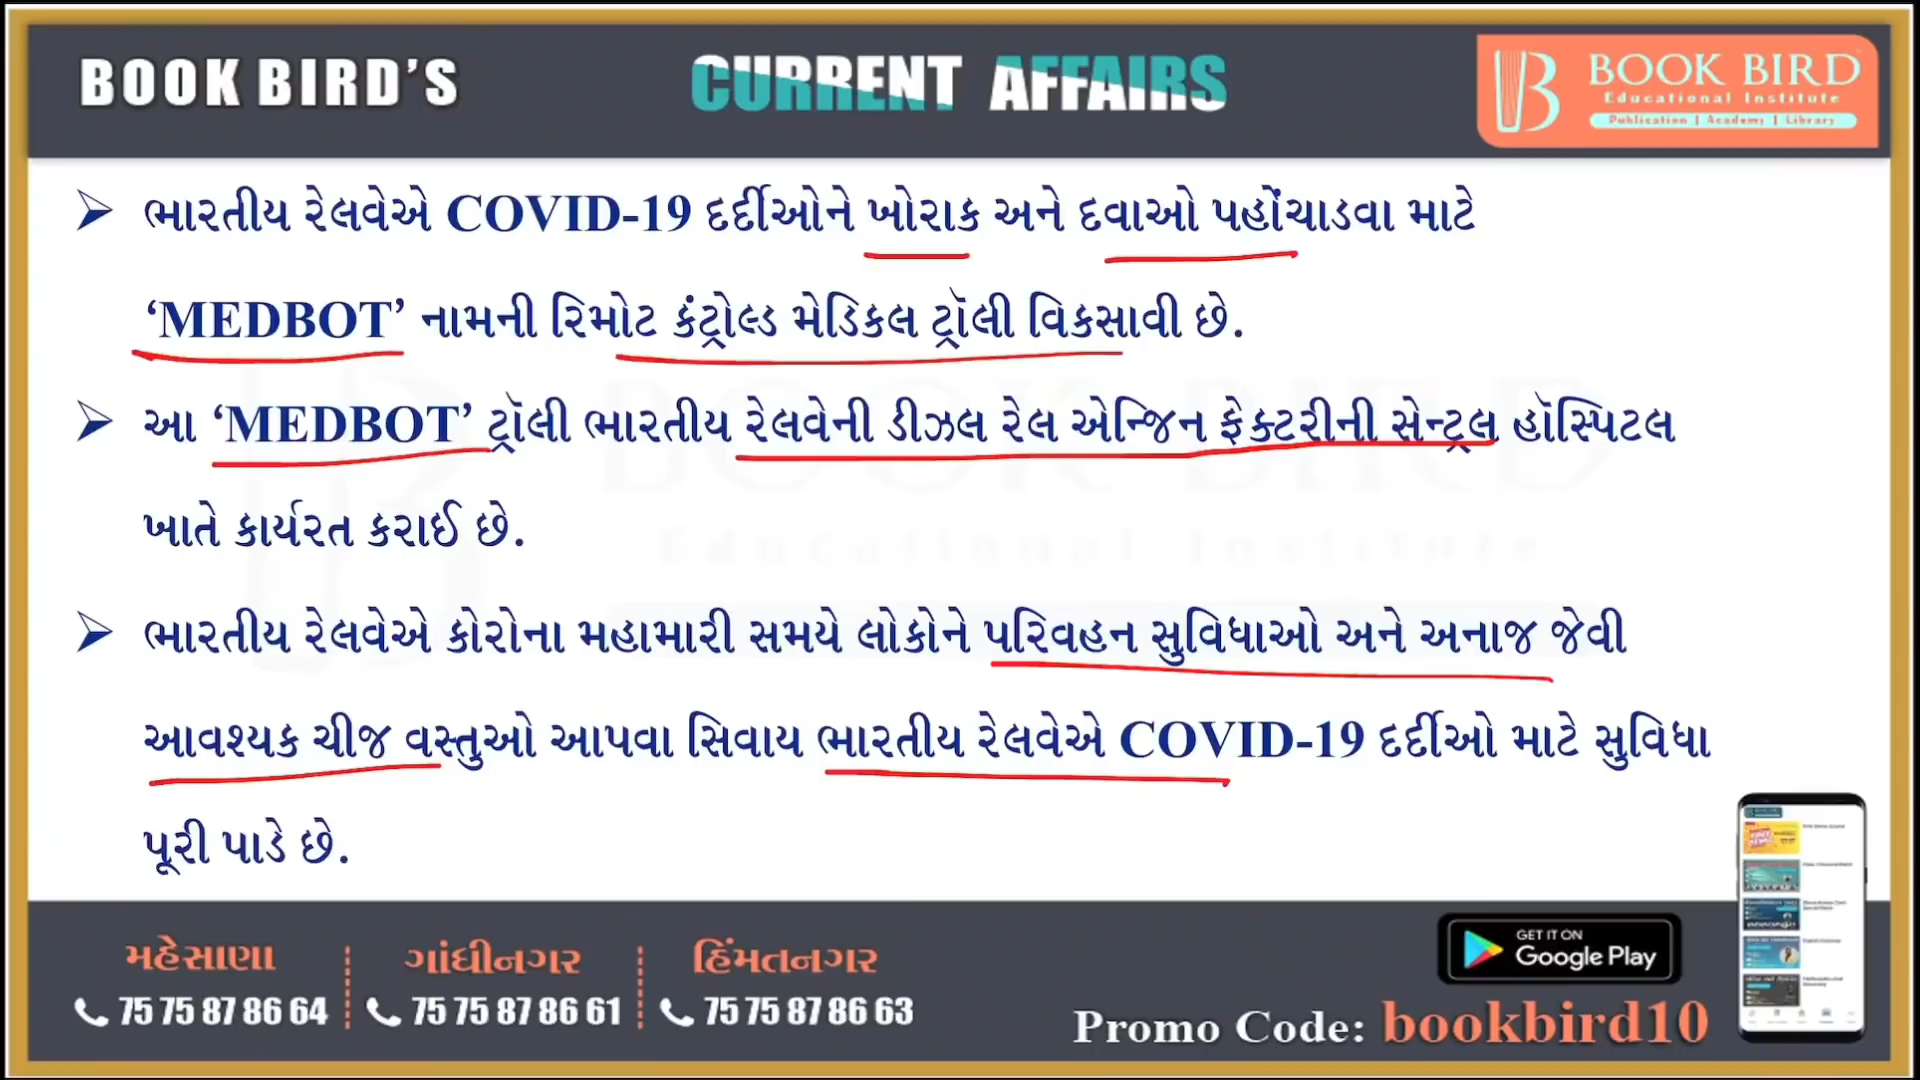 BOOK BIRD'S
CURRENT AFFAIRS
BOOK BIRD
Educational Institute
Publication | Academy | Library
➢ ભારતીય રેલવેએ COVID-19 દર્દીઓને ખોરાક અને દવાઓ પહોંચાડવા માટે
‘MEDBOT’ નામની રિમોટ કંટ્રોલ્ડ મેડિકલ ટ્રૉલી વિકસાવી છે.
➢ આ ‘MEDBOT’ ટ્રૉલી ભારતીય રેલવેની ડીઝલ રેલ એન્જિન ફેક્ટરીની સેન્ટ્રલ હૉસ્પિટલ
ખાતે કાર્યરત કરાઈ છે.
➢ ભારતીય રેલવેએ કોરોના મહામારી સમયે લોકોને પરિવહન સુવિધાઓ અને અનાજ જેવી
આવશ્યક ચીજ વસ્તુઓ આપવા સિવાય ભારતીય રેલવેએ COVID-19 દર્દીઓ માટે સુવિધા
પૂરી પાડે છે.
BOOK BIRD
Educational Institute
મહેસાણા
75 75 87 86 64
ગાંધીનગર
75 75 87 86 61
હિંમતનગર
75 75 87 86 63
GET IT ON
Google Play
Promo Code: bookbird10